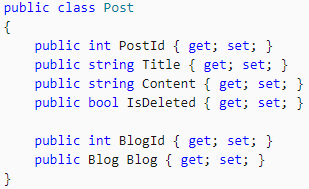 public class Post
{
    public int PostId { get; set; }
    public string Title { get; set; }
    public string Content { get; set; }
    public bool IsDeleted { get; set; }

    public int BlogId { get; set; }
    public Blog Blog { get; set; }
}